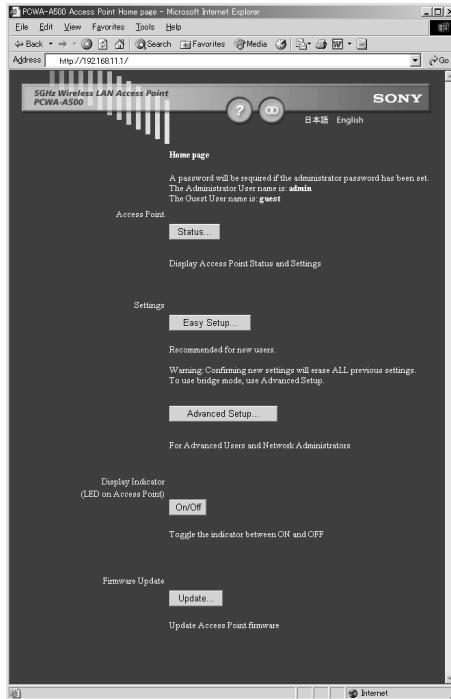 PCWA-A500 Access Point Home page - Microsoft Internet Explorer
File Edit View Favorites Tools Help
Back Search Favorites Media
Address http://192.168.11.1/ Go
5GHz Wireless LAN Access Point
PCWA-A500
SONY
日本語 English
Home page
A password will be required if the administrator password has been set.
The Administrator User name is: admin
The Guest User name is: guest
Access Point
Status...
Display Access Point Status and Settings
Settings
Easy Setup...
Recommended for new users.
Warning: Confirming new settings will erase ALL previous settings.
To use bridge mode, use Advanced Setup.
Advanced Setup...
For Advanced Users and Network Administrators
Display Indicator
(LED on Access Point)
On/Off
Toggle the indicator between ON and OFF
Firmware Update
Update...
Update Access Point firmware
Internet